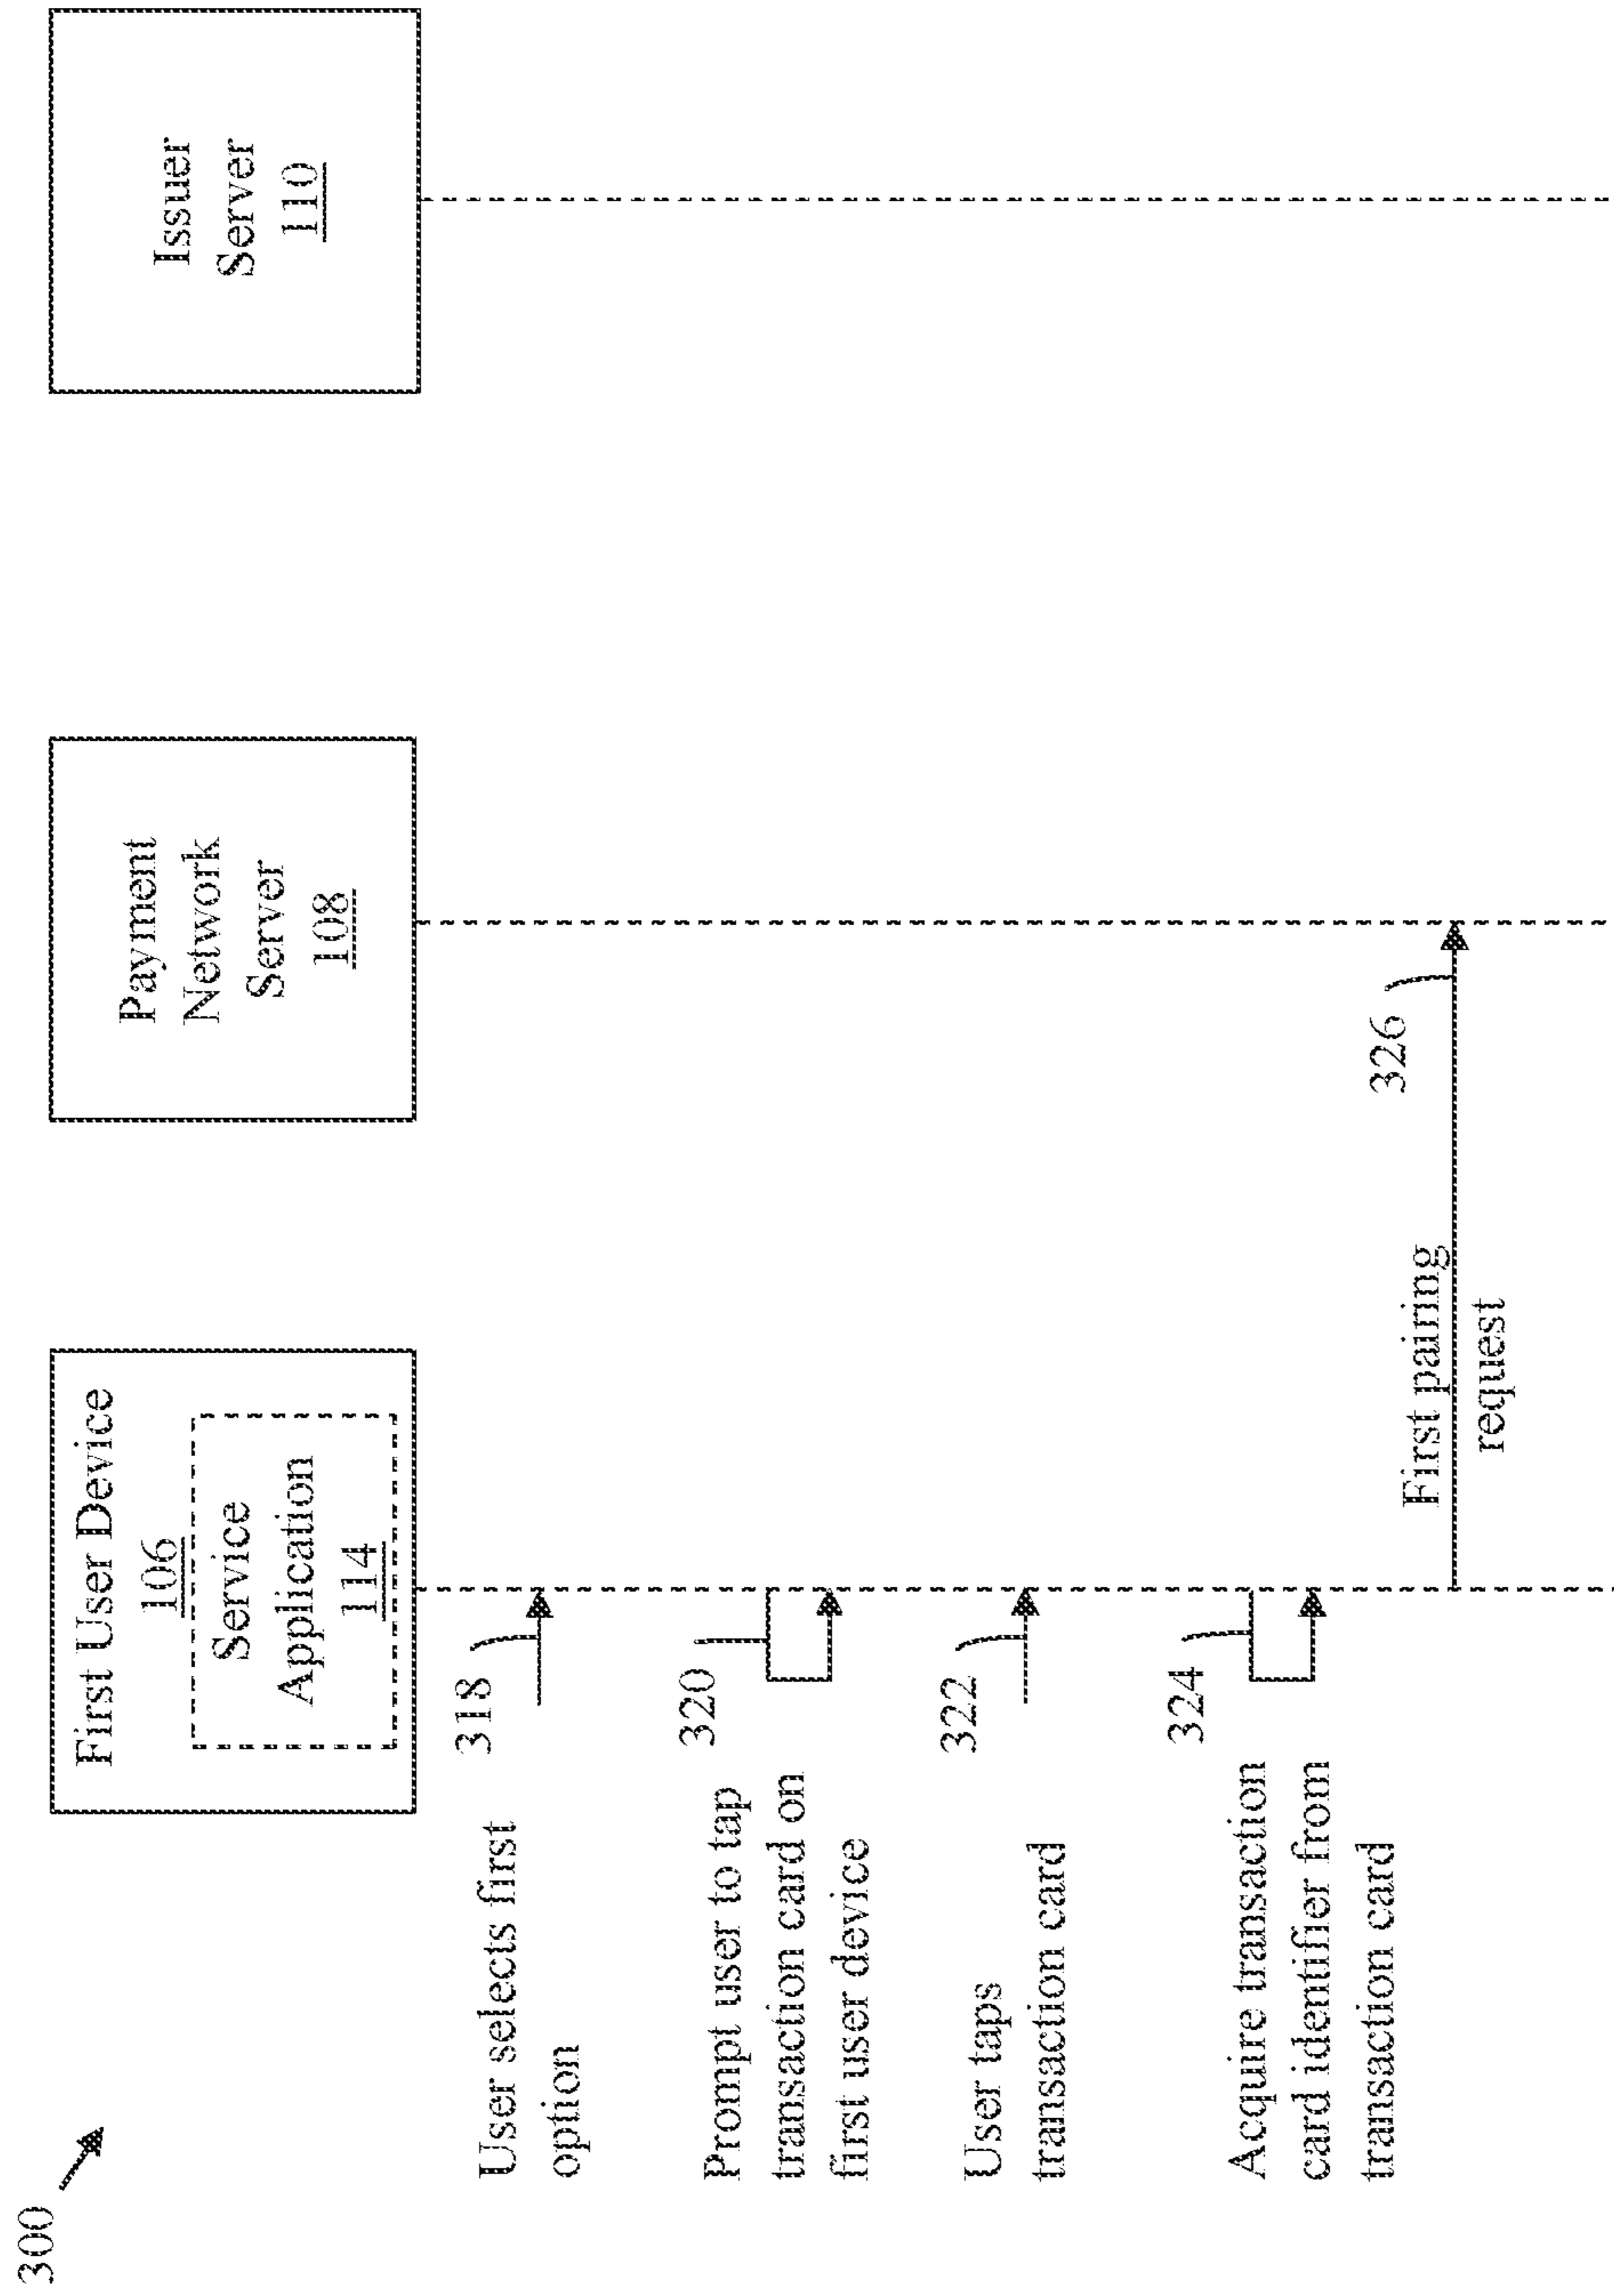 300
First User Device
106
Service
Application
114
Payment
Network
Server
108
Issuer
Server
110
User selects first
option
318
Prompt user to tap
transaction card on
first user device
320
User taps
transaction card
322
Acquire transaction
card identifier from
transaction card
324
First pairing
request
326